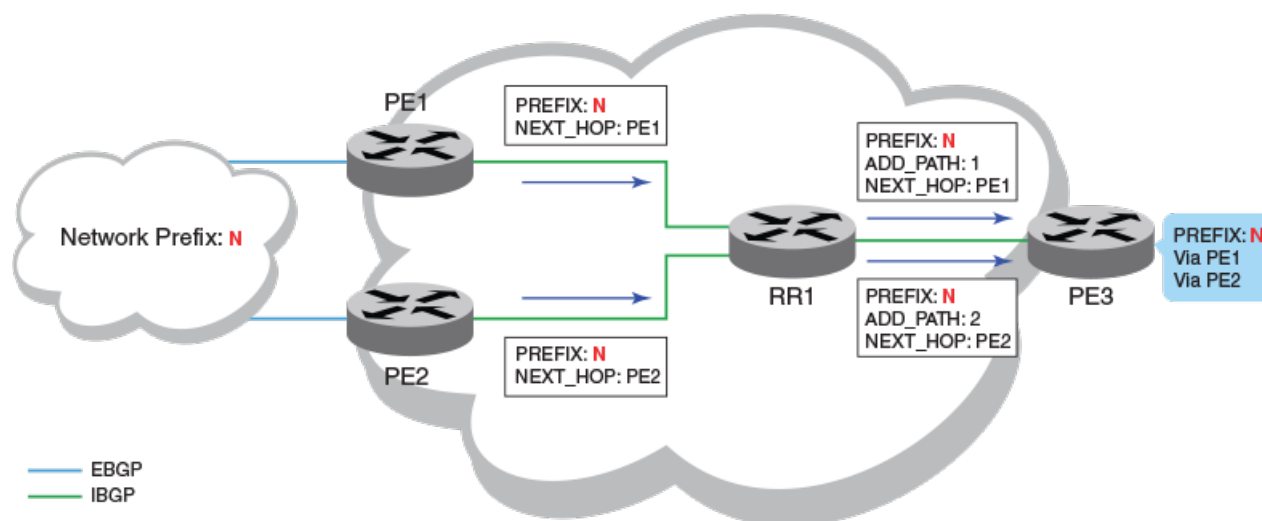 PE1
PREFIX: N
NEXT_HOP: PE1
PREFIX: N
ADD_PATH: 1
NEXT_HOP: PE1
Network Prefix: N
RR1
PE3
PREFIX: N
Via PE1
Via PE2
PREFIX: N
ADD_PATH: 2
NEXT_HOP: PE2
PE2
PREFIX: N
NEXT_HOP: PE2
EBGP
IBGP